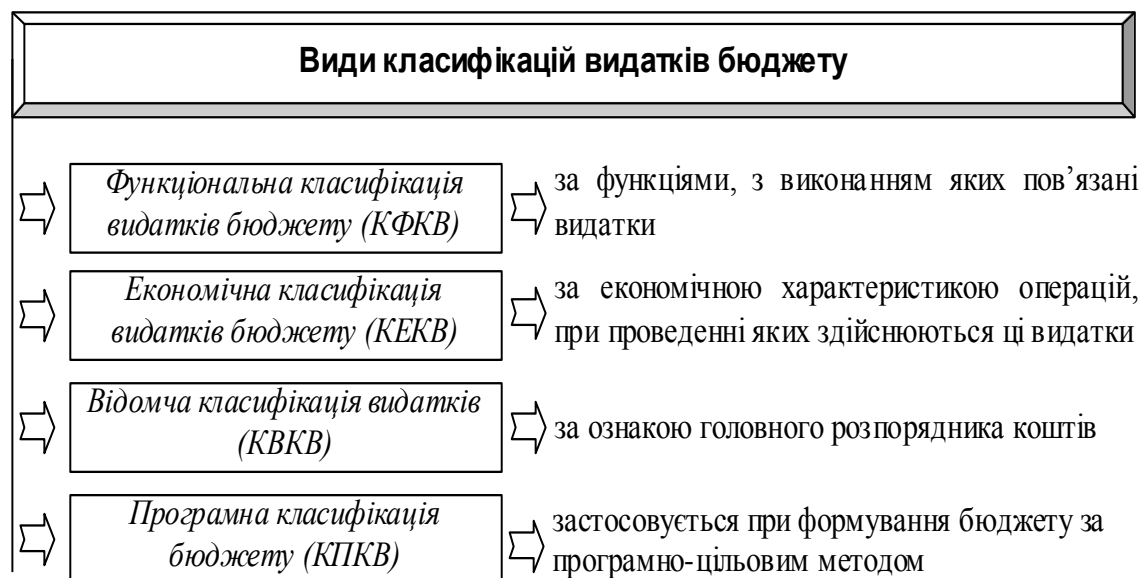 Види класифікацій видатків бюджету
Функціональна класифікація
видатків бюджету (КФКВ)
за функціями, з виконанням яких пов’язані
видатки
Економічна класифікація
видатків бюджету (КЕКВ)
за економічною характеристикою операцій,
при проведенні яких здійснюються ці видатки
Відомча класифікація видатків
(КВКВ)
за ознакою головного розпорядника коштів
Програмна класифікація
бюджету (КПКВ)
застосовується при формування бюджету за
програмно-цільовим методом